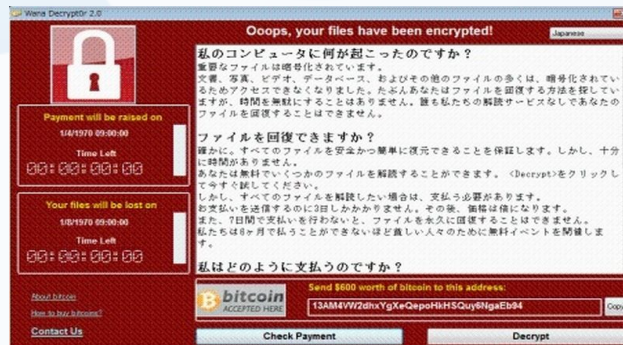 Wana Decrypt0r 2.0
Ooops, your files have been encrypted!
Japanese
Payment will be raised on
1/4/1970 09:00:00
Time Left
00:00:00:00
Your files will be lost on
1/8/1970 09:00:00
Time Left
00:00:00:00
About bitcoin
How to buy bitcoins?
Contact Us
私のコンピュータに何が起こったのですか？
重要なファイルは暗号化されています。
文書、写真、ビデオ、データベース、およびその他のファイルの多くは、暗号化されてい
るためアクセスできなくなりました。たぶんあなたはファイルを回復する方法を探してい
ますが、時間を無駄にすることはありません。誰も私たちの解読サービスなしであなたの
ファイルを回復することはできません。
ファイルを回復できますか？
確かに。すべてのファイルを安全かつ簡単に復元できることを保証します。しかし、十分
に時間がありません。
あなたは無料でいくつかのファイルを解読することができます。 <Decrypt>をクリックし
て今すぐ試してください。
しかし、すべてのファイルを解読したい場合は、支払う必要があります。
お支払いを送信するのに3日しかかかりません。その後、価格は倍になります。
また、7日間で支払いを行わないと、ファイルを永久に回復することはできません。
私たちは6ヶ月で払うことができないほど貧しい人々のために無料イベントを開催しま
す。
私はどのように支払うのですか？
bitcoin
ACCEPTED HERE
Send $600 worth of bitcoin to this address:
13AM4VW2dhxYgXeQepoHkHSQuy6NgaEb94
Copy
Check Payment
Decrypt